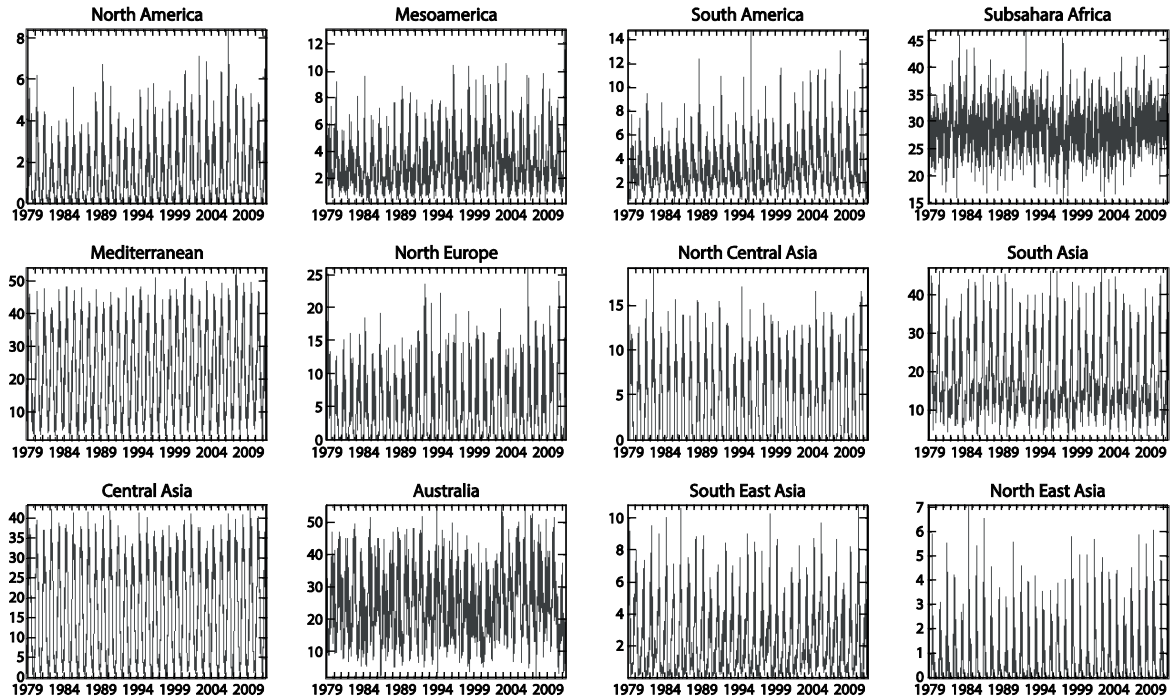 North America
8
6
4
2
0
1979 1984 1989 1994 1999 2004 2009
Mesoamerica
12
10
8
6
4
2
1979 1984 1989 1994 1999 2004 2009
South America
14
12
10
8
6
4
2
1979 1984 1989 1994 1999 2004 2009
Subsahara Africa
45
40
35
30
25
20
15
1979 1984 1989 1994 1999 2004 2009
Mediterranean
50
40
30
20
10
1979 1984 1989 1994 1999 2004 2009
North Europe
25
20
15
10
5
0
1979 1984 1989 1994 1999 2004 2009
North Central Asia
15
10
5
0
1979 1984 1989 1994 1999 2004 2009
South Asia
40
30
20
10
1979 1984 1989 1994 1999 2004 2009
Central Asia
40
35
30
25
20
15
10
5
0
1979 1984 1989 1994 1999 2004 2009
Australia
50
40
30
20
10
1979 1984 1989 1994 1999 2004 2009
South East Asia
10
8
6
4
2
1979 1984 1989 1994 1999 2004 2009
North East Asia
7
6
5
4
3
2
1
0
1979 1984 1989 1994 1999 2004 2009